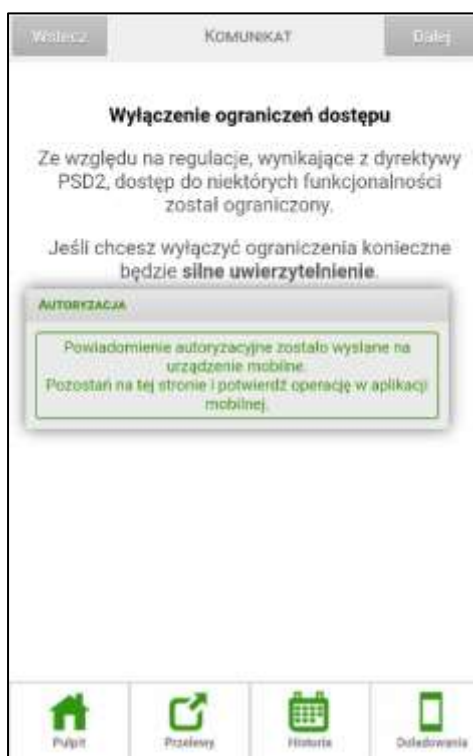 Wstecz
KOMUNIKAT
Dalej
Wyłączenie ograniczeń dostępu
Ze względu na regulacje, wynikające z dyrektywy
PSD2, dostęp do niektórych funkcjonalności
został ograniczony.
Jeśli chcesz wyłączyć ograniczenia konieczne
będzie silne uwierzytelnienie.
AUTORYZACJA
Powiadomienie autoryzacyjne zostało wysłane na
urządzenie mobilne.
Pozostań na tej stronie i potwierdź operację w aplikacji
mobilnej.
Pulpit
Przelewy
Historia
Doładowania